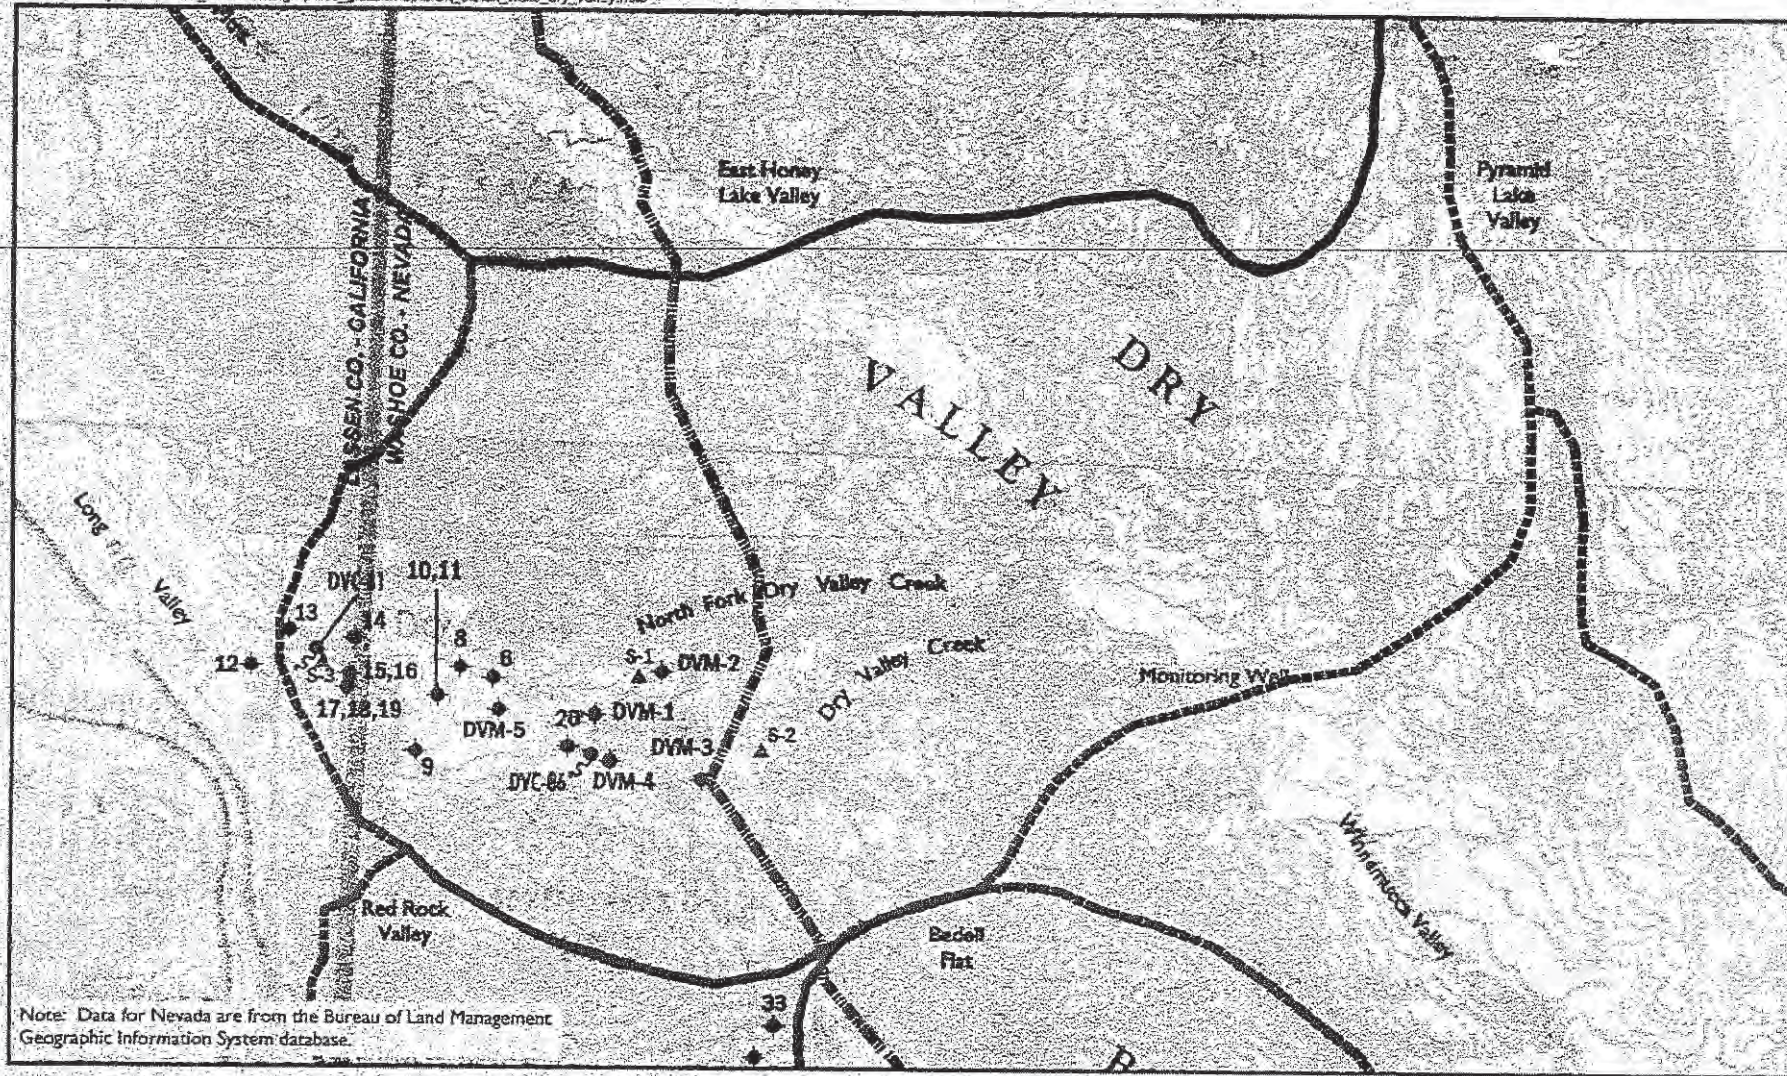 East Honey
Lake Valley
Pyramid
Lake
Valley
LASSEN CO. - CALIFORNIA
WASHOE CO. - NEVADA
DRY
VALLEY
Long
Valley
10,11
13
14
12
S-3
15,16
17,18,19
8
6
DVM-5
9
North Fork Dry Valley Creek
S-1
DVM-2
Dry Valley Creek
Monitoring Well
20
DVM-1
DVM-3
S-2
DVM-4
Red Rock
Valley
Bedell
Flat
Winnemucca Valley
33
Note: Data for Nevada are from the Bureau of Land Management
Geographic Information System database.